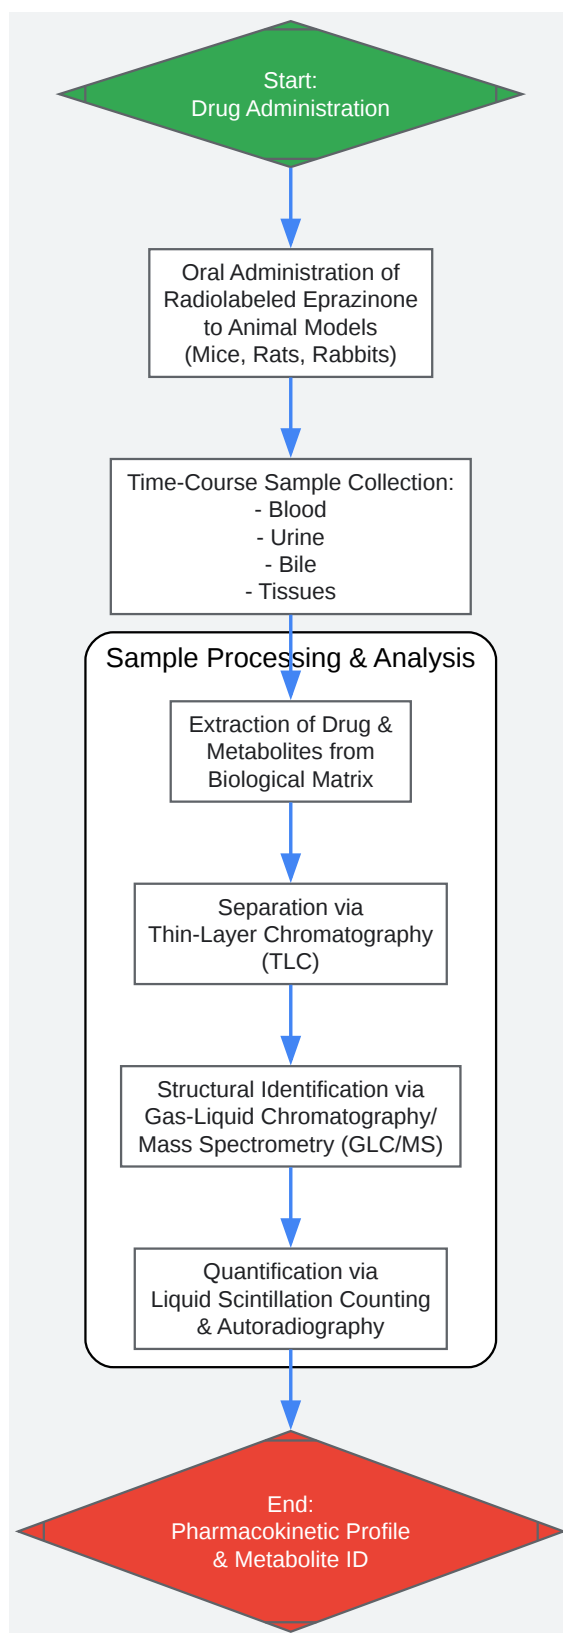 Start:
Drug Administration
Oral Administration of
Radiolabeled Eprazinone
to Animal Models
(Mice, Rats, Rabbits)
Time-Course Sample Collection:
- Blood
- Urine
- Bile
- Tissues
Sample Processing & Analysis
Extraction of Drug &
Metabolites from
Biological Matrix
Separation via
Thin-Layer Chromatography
(TLC)
Structural Identification via
Gas-Liquid Chromatography/
Mass Spectrometry (GLC/MS)
Quantification via
Liquid Scintillation Counting
& Autoradiography
End:
Pharmacokinetic Profile
& Metabolite ID